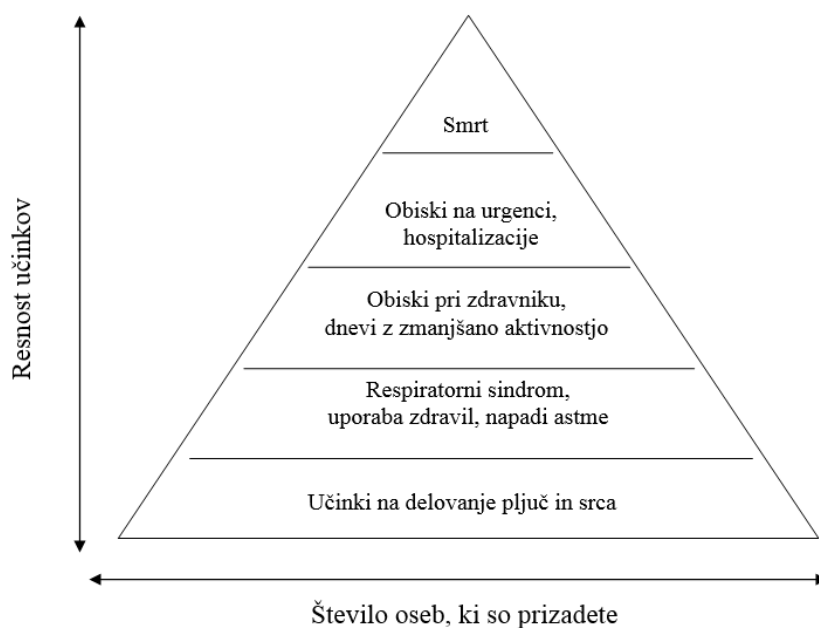 Smrt
Obiski na urgenci,
hospitalizacije
Obiski pri zdravniku,
dnevi z zmanjšano aktivnostjo
Respiratorni sindrom,
uporaba zdravil, napadi astme
Učinki na delovanje pljuč in srca
Resnost učinkov
Število oseb, ki so prizadete